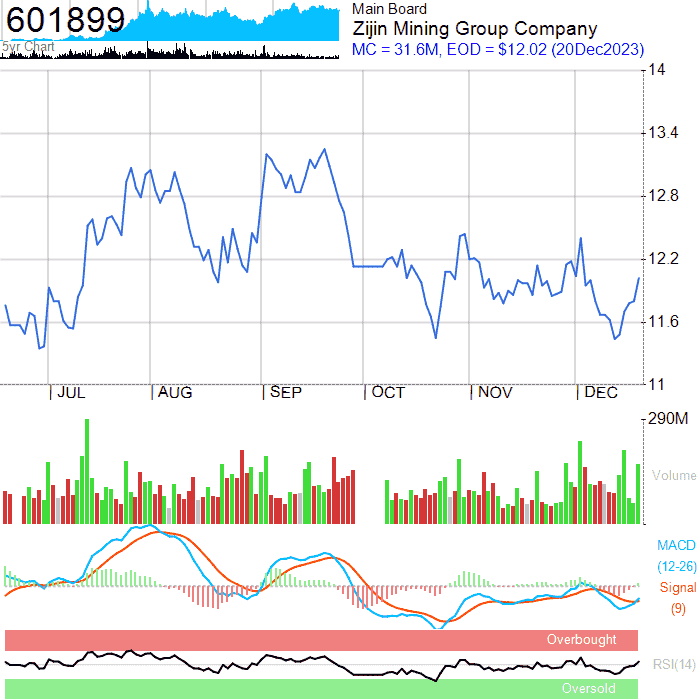 601899
5yr Chart
Main Board
Zijin Mining Group Company
MC = 31.6M, EOD = $12.02 (20Dec2023)
14
13.4
12.8
12.2
11.6
11
JUL
AUG
SEP
OCT
NOV
DEC
290M
Volume
MACD
(12-26)
Signal
(9)
Overbought
RSI(14)
Oversold